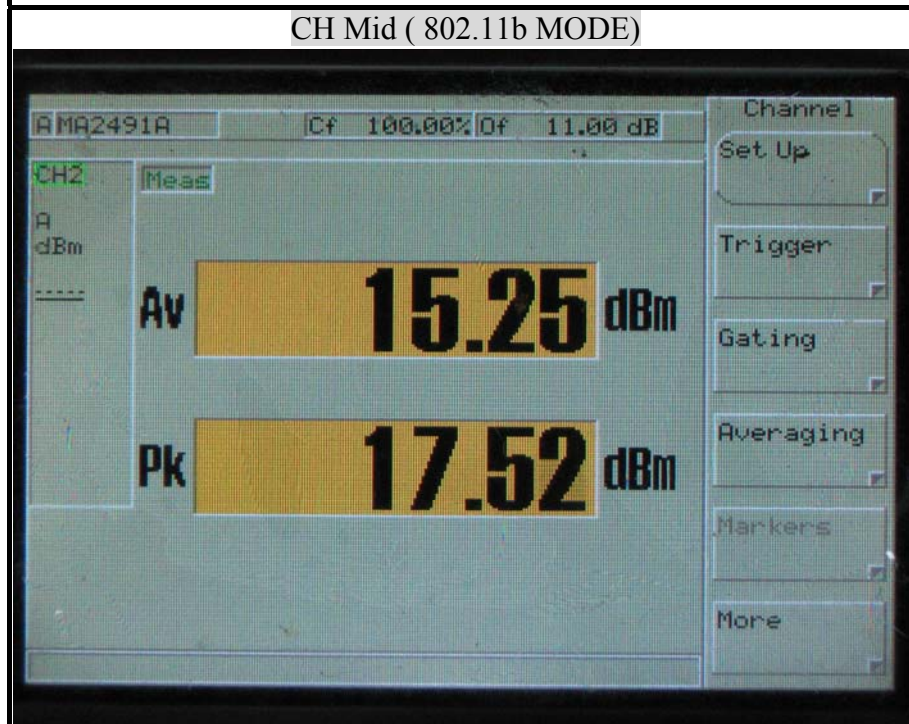 CH Mid ( 802.11b MODE)
A MA2491A Cf 100.00% Of 11.00 dB
CH2
A
dBm
-----
Meas
Av 15.25 dBm
Pk 17.52 dBm
Channel
Set Up
Trigger
Gating
Averaging
Markers
More